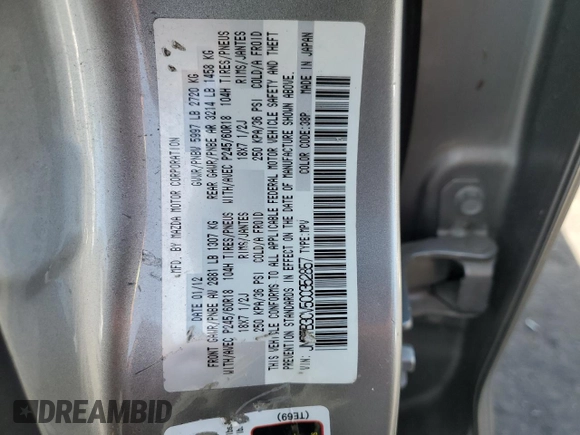 MFD. BY MAZDA MOTOR CORPORATION
DATE 01/12 GVWR/PNBV 5997 LB 2720 KG
FRONT GAWR/PNBE AV 2881 LB 1307 KG REAR GAWR/PNBE AR 3214 LB 1458 KG
WITH/AVEC P245/60R18 104H TIRES/PNEUS WITH/AVEC P245/60R18 104H TIRES/PNEUS
18X7 1/2J RIMS/JANTES 18X7 1/2J RIMS/JANTES
250 KPA/36 PSI COLD/A FROID 250 KPA/36 PSI COLD/A FROID
THIS VEHICLE CONFORMS TO ALL APPLICABLE FEDERAL MOTOR VEHICLE SAFETY AND THEFT
PREVENTION STANDARDS IN EFFECT ON THE DATE OF MANUFACTURE SHOWN ABOVE.
VIN: TYPE: MPV COLOR CODE: 38P MADE IN JAPAN
(TE69)
DREAMBID